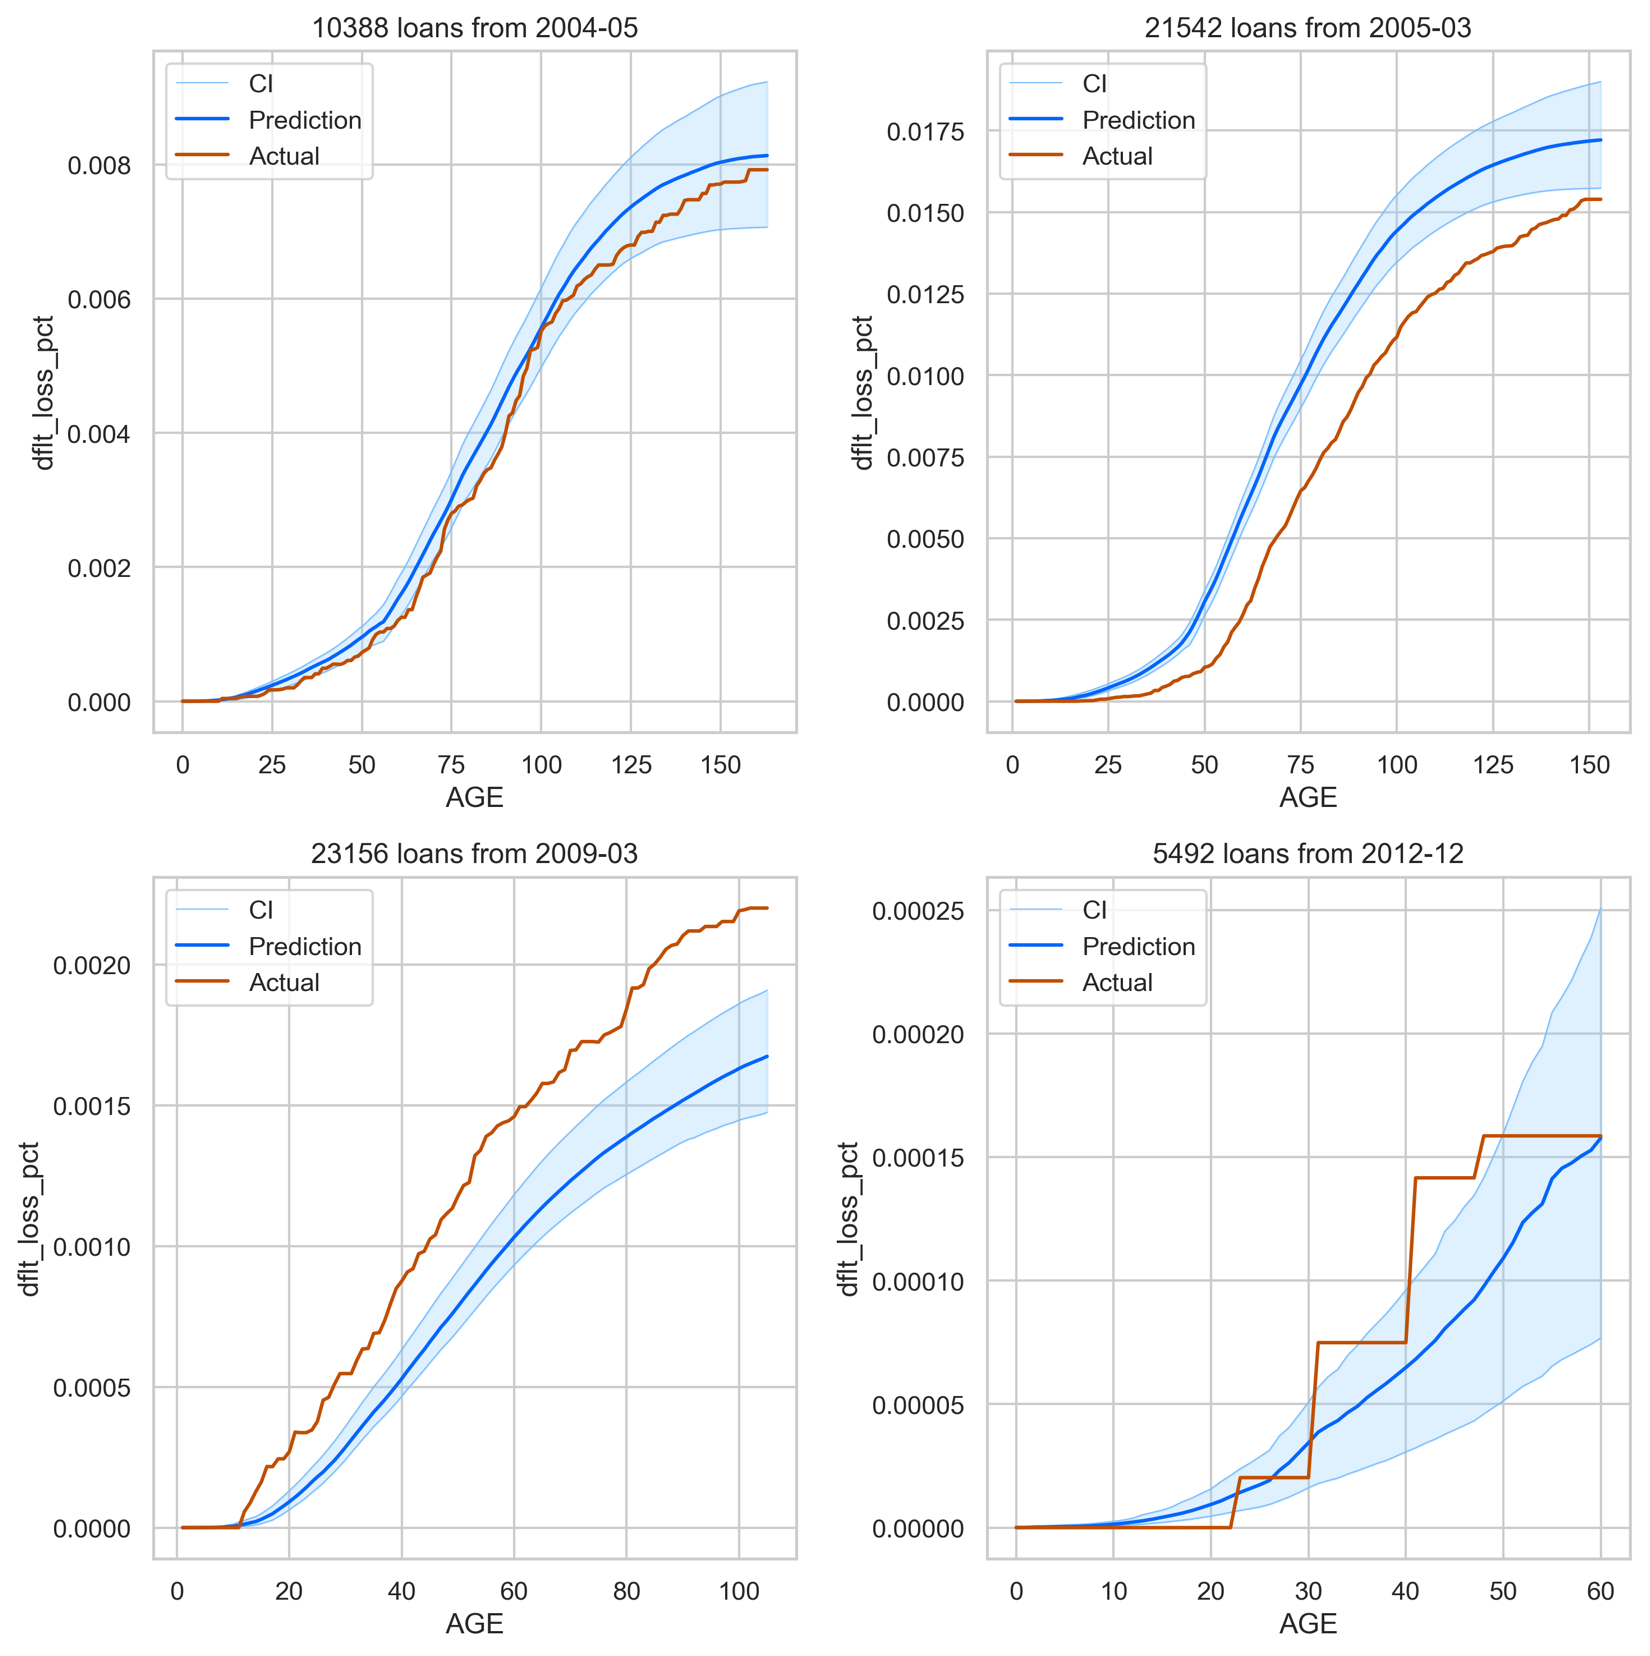 10388 loans from 2004-05
CI
Prediction
Actual
0.008
0.006
0.004
0.002
0.000
dflt_loss_pct
0 25 50 75 100 125 150
AGE
21542 loans from 2005-03
CI
Prediction
Actual
0.0175
0.0150
0.0125
0.0100
0.0075
0.0050
0.0025
0.0000
dflt_loss_pct
0 25 50 75 100 125 150
AGE
23156 loans from 2009-03
CI
Prediction
Actual
0.0020
0.0015
0.0010
0.0005
0.0000
dflt_loss_pct
0 20 40 60 80 100
AGE
5492 loans from 2012-12
CI
Prediction
Actual
0.00025
0.00020
0.00015
0.00010
0.00005
0.00000
dflt_loss_pct
0 10 20 30 40 50 60
AGE